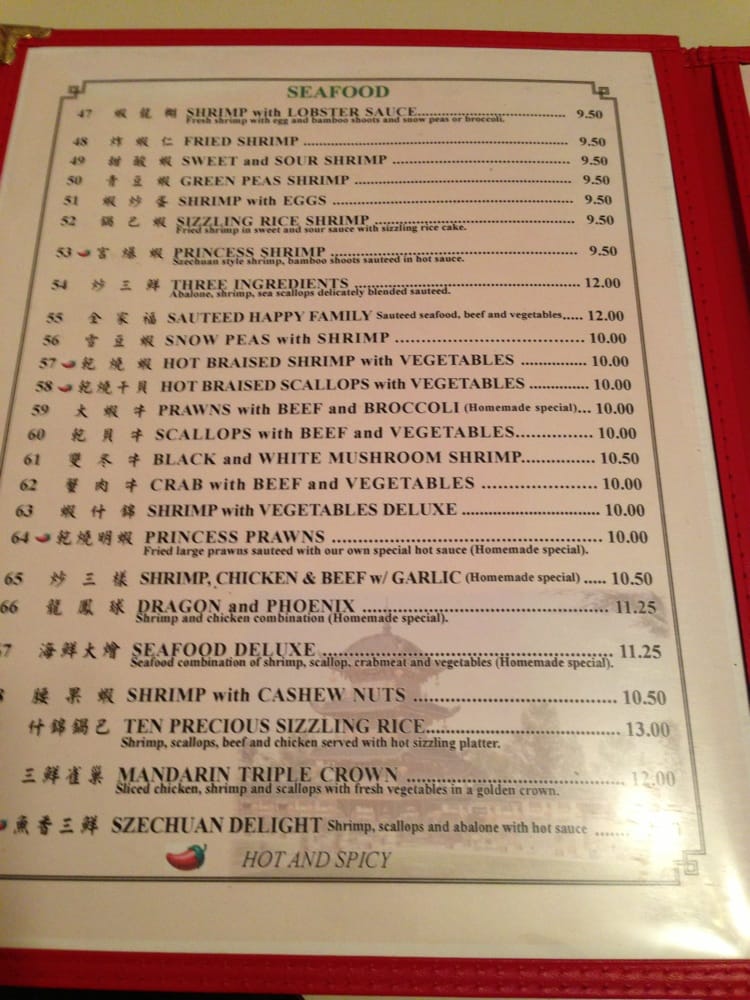 SEAFOOD
47 蝦龍糊 SHRIMP with LOBSTER SAUCE 9.50
Fresh shrimp with egg and bamboo shoots and snow peas or broccoli.
48 炸蝦仁 FRIED SHRIMP 9.50
49 甜酸蝦 SWEET and SOUR SHRIMP 9.50
50 青豆蝦 GREEN PEAS SHRIMP 9.50
51 蝦炒蛋 SHRIMP with EGGS 9.50
52 鍋巴蝦 SIZZLING RICE SHRIMP 9.50
Fried shrimp in sweet and sour sauce with sizzling rice cake.
53 宮爆蝦 PRINCESS SHRIMP 9.50
Szechuan style shrimp, bamboo shoots sauteed in hot sauce.
54 炒三鮮 THREE INGREDIENTS 12.00
Abalone, shrimp, sea scallops delicately blended sauteed.
55 全家福 SAUTEED HAPPY FAMILY Sauteed seafood, beef and vegetables 12.00
56 雪豆蝦 SNOW PEAS with SHRIMP 10.00
57 乾燒蝦 HOT BRAISED SHRIMP with VEGETABLES 10.00
58 乾燒干貝 HOT BRAISED SCALLOPS with VEGETABLES 10.00
59 大蝦牛 PRAWNS with BEEF and BROCCOLI (Homemade special) 10.00
60 乾貝牛 SCALLOPS with BEEF and VEGETABLES 10.00
61 雙冬牛 BLACK and WHITE MUSHROOM SHRIMP 10.50
62 蟹肉牛 CRAB with BEEF and VEGETABLES 10.00
63 蝦什錦 SHRIMP with VEGETABLES DELUXE 10.00
64 乾燒明蝦 PRINCESS PRAWNS 10.00
Fried large prawns sauteed with our own special hot sauce (Homemade special).
65 炒三樣 SHRIMP, CHICKEN & BEEF w/ GARLIC (Homemade special) 10.50
66 龍鳳球 DRAGON and PHOENIX 11.25
Shrimp and chicken combination (Homemade special).
7 海鮮大燴 SEAFOOD DELUXE 11.25
Seafood combination of shrimp, scallop, crabmeat and vegetables (Homemade special).
腰果蝦 SHRIMP with CASHEW NUTS 10.50
什錦鍋巴 TEN PRECIOUS SIZZLING RICE 13.00
Shrimp, scallops, beef and chicken served with hot sizzling platter.
三鮮雀巢 MANDARIN TRIPLE CROWN 12.00
Sliced chicken, shrimp and scallops with fresh vegetables in a golden crown.
魚香三鮮 SZECHUAN DELIGHT Shrimp, scallops and abalone with hot sauce
HOT AND SPICY